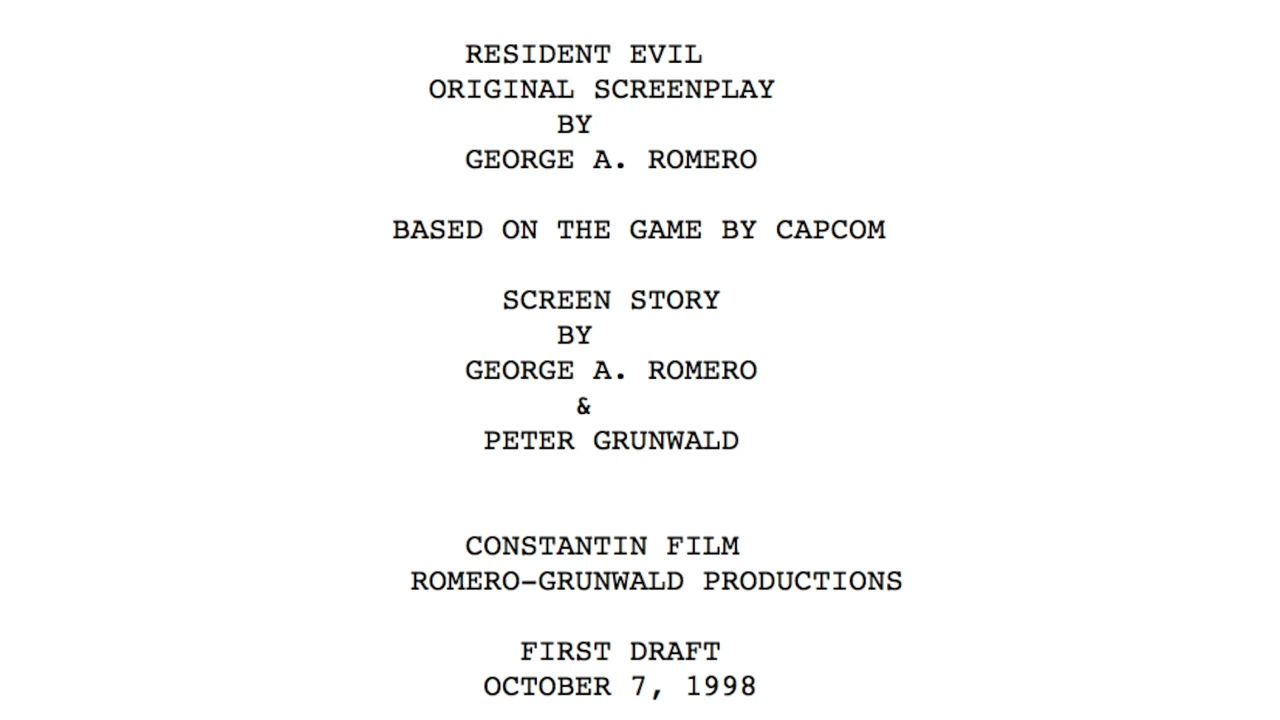 RESIDENT EVIL
ORIGINAL SCREENPLAY
BY
GEORGE A. ROMERO
BASED ON THE GAME BY CAPCOM
SCREEN STORY
BY
GEORGE A. ROMERO
&
PETER GRUNWALD
CONSTANTIN FILM
ROMERO-GRUNWALD PRODUCTIONS
FIRST DRAFT
OCTOBER 7, 1998